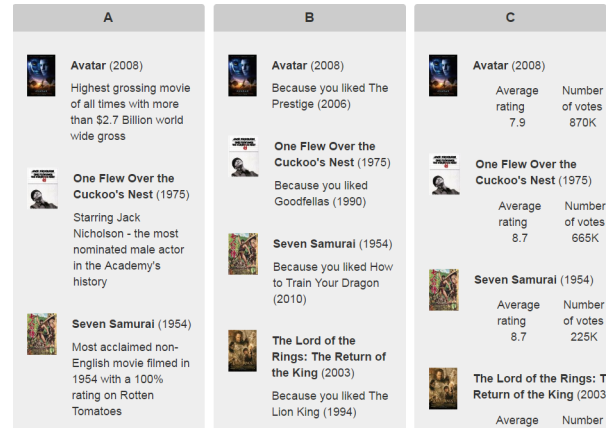 A
Avatar (2008)
Highest grossing movie
of all times with more
than $2.7 Billion world
wide gross
One Flew Over the
Cuckoo's Nest (1975)
Starring Jack
Nicholson - the most
nominated male actor
in the Academy's
history
Seven Samurai (1954)
Most acclaimed non-
English movie filmed in
1954 with a 100%
rating on Rotten
Tomatoes
B
Avatar (2008)
Because you liked The
Prestige (2006)
One Flew Over the
Cuckoo's Nest (1975)
Because you liked
Goodfellas (1990)
Seven Samurai (1954)
Because you liked How
to Train Your Dragon
(2010)
The Lord of the
Rings: The Return of
the King (2003)
Because you liked The
Lion King (1994)
C
Avatar (2008)
Average Number
rating of votes
7.9 870K
One Flew Over the
Cuckoo's Nest (1975)
Average Number
rating of votes
8.7 665K
Seven Samurai (1954)
Average Number
rating of votes
8.7 225K
The Lord of the Rings: T
Return of the King (2003
Average Number